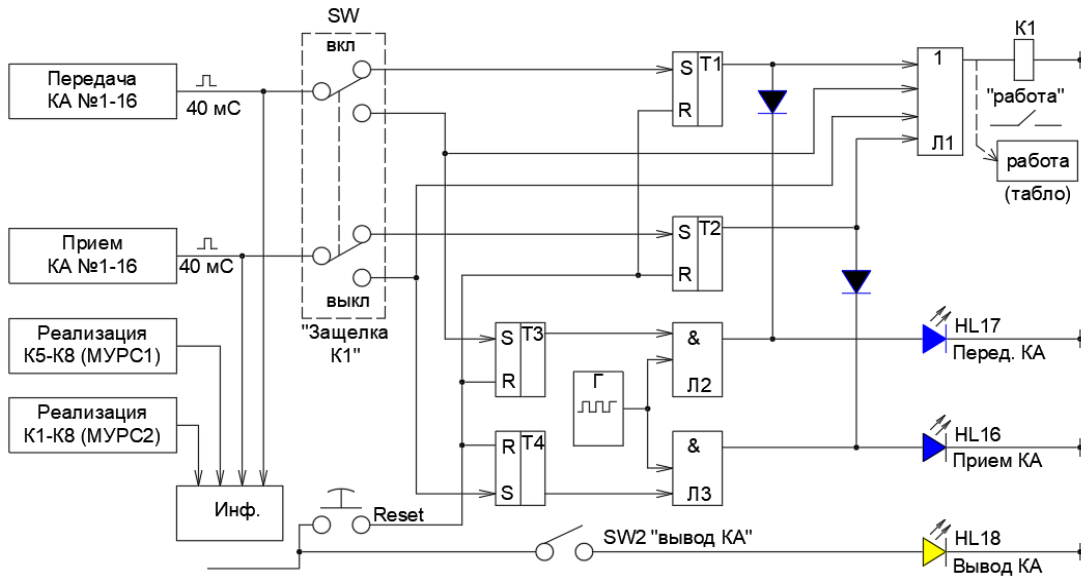 SW
вкл
Передача
КА №1-16
40 мС
S T1
R
1
Л1
К1
"работа"
работа
(табло)
Прием
КА №1-16
40 мС
S T2
R
выкл
"Защелка
К1"
Реализация
К5-К8 (МУРС1)
Реализация
К1-К8 (МУРС2)
S T3
R
Г
&
Л2
HL17
Перед. КА
R T4
S
&
Л3
HL16
Прием КА
Инф.
Reset
SW2 "вывод КА"
HL18
Вывод КА